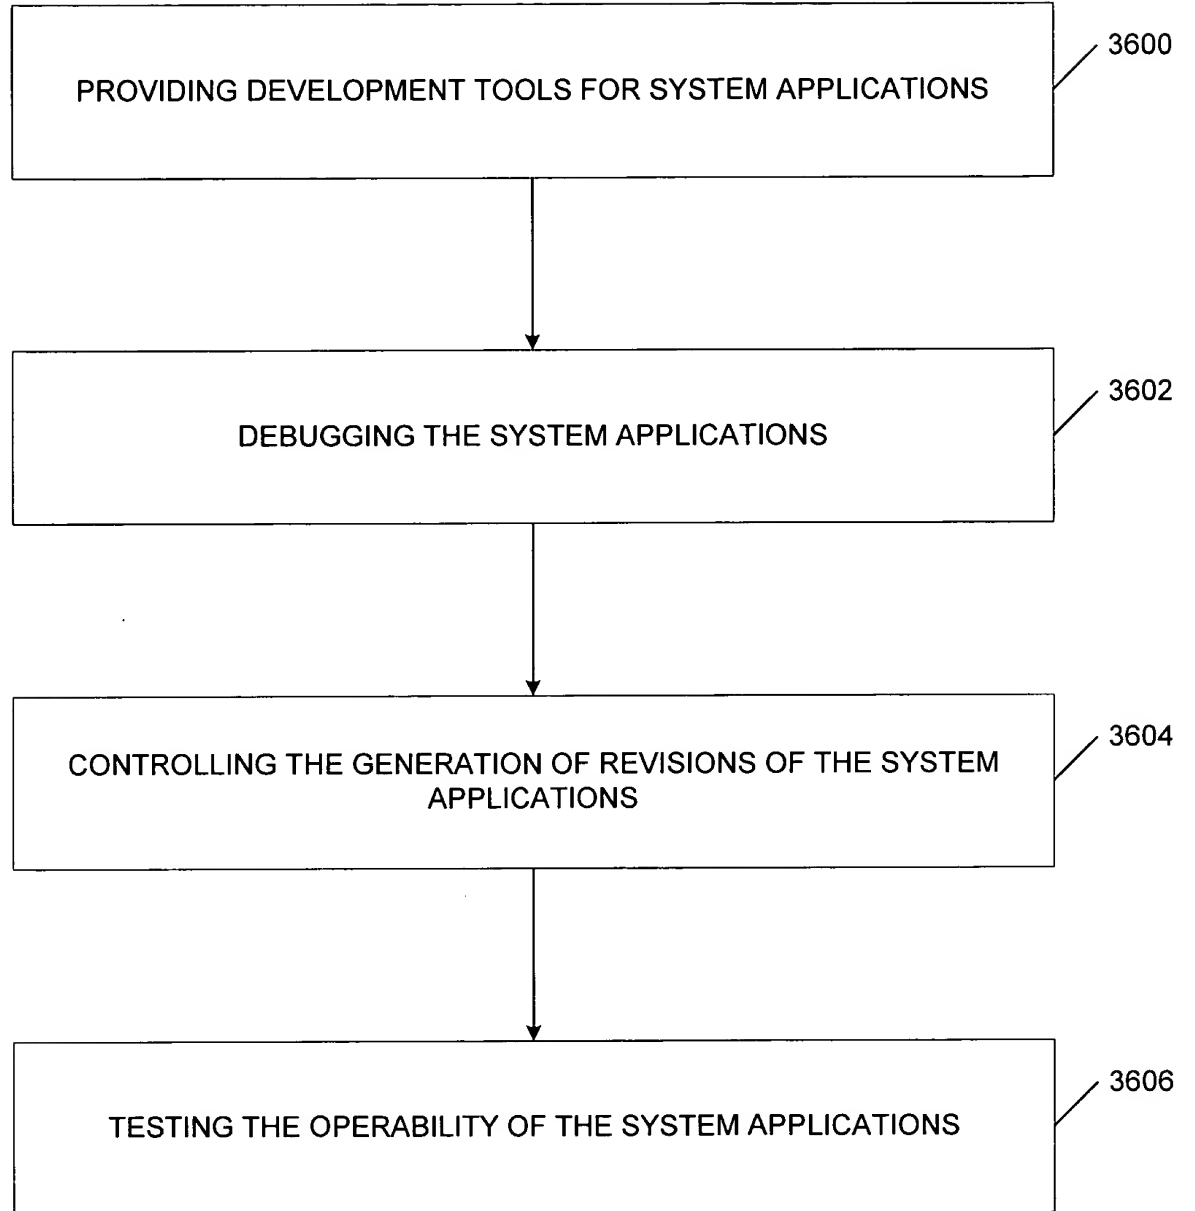 3600
PROVIDING DEVELOPMENT TOOLS FOR SYSTEM APPLICATIONS
3602
DEBUGGING THE SYSTEM APPLICATIONS
3604
CONTROLLING THE GENERATION OF REVISIONS OF THE SYSTEM
APPLICATIONS
3606
TESTING THE OPERABILITY OF THE SYSTEM APPLICATIONS